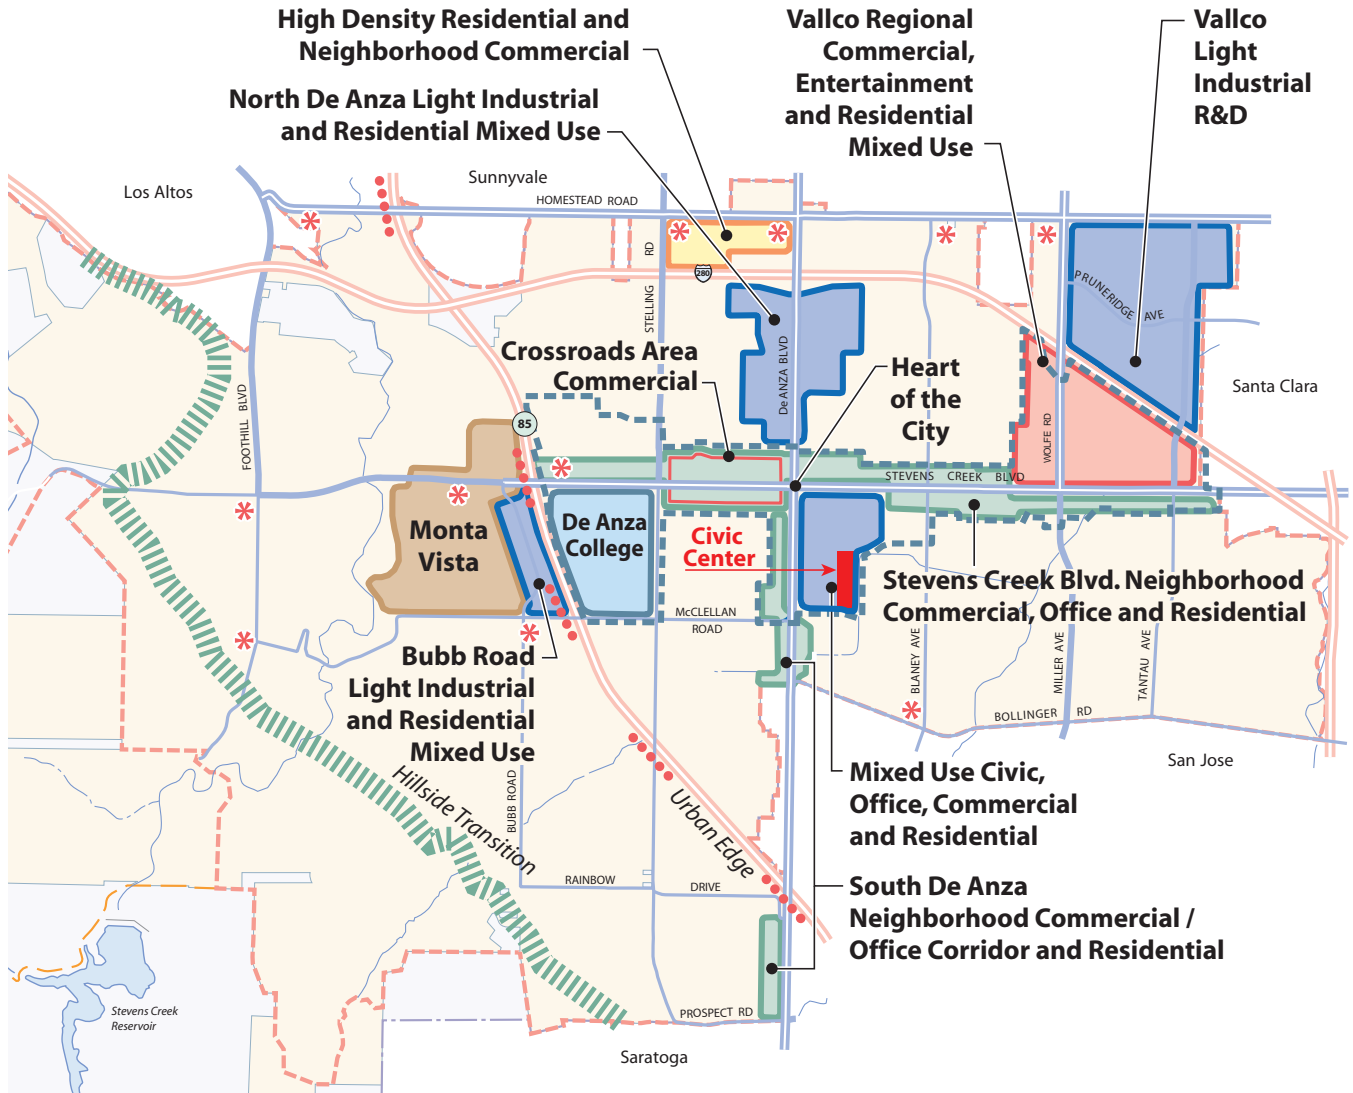 High Density Residential and
Neighborhood Commercial
Vallco Regional
Commercial,
Entertainment
and Residential
Mixed Use
Vallco
Light
Industrial
R&D
North De Anza Light Industrial
and Residential Mixed Use
Los Altos
Sunnyvale
HOMESTEAD ROAD
STELLING RD
280
PRUNERIDGE AVE
Crossroads Area
Commercial
De ANZA BLVD
Heart
of the
City
Santa Clara
FOOTHILL BLVD
85
WOLFE RD
STEVENS CREEK BLVD
Monta
Vista
De Anza
College
Civic
Center
Stevens Creek Blvd. Neighborhood
Commercial, Office and Residential
McCLELLAN
ROAD
Bubb Road
Light Industrial
and Residential
Mixed Use
BLANEY AVE
MILLER AVE
TANTAU AVE
BOLLINGER RD
San Jose
Hillside Transition
BUBB ROAD
Urban Edge
Mixed Use Civic,
Office, Commercial
and Residential
RAINBOW DRIVE
South De Anza
Neighborhood Commercial /
Office Corridor and Residential
Stevens Creek
Reservoir
PROSPECT RD
Saratoga